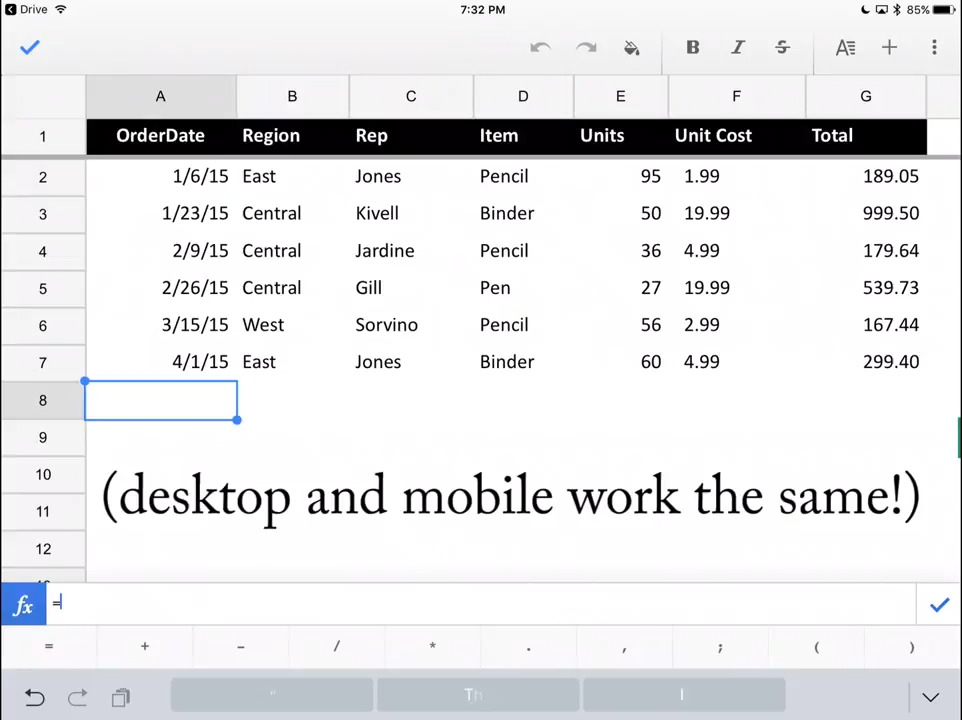 Drive 7:32 PM 85%
B I S A
A B C D E F G
1 OrderDate Region Rep Item Units Unit Cost Total
2 1/6/15 East Jones Pencil 95 1.99 189.05
3 1/23/15 Central Kivell Binder 50 19.99 999.50
4 2/9/15 Central Jardine Pencil 36 4.99 179.64
5 2/26/15 Central Gill Pen 27 19.99 539.73
6 3/15/15 West Sorvino Pencil 56 2.99 167.44
7 4/1/15 East Jones Binder 60 4.99 299.40
8
9
10
(desktop and mobile work the same!)
11
12
fx =
= + - / * . , ; ( )
Th I